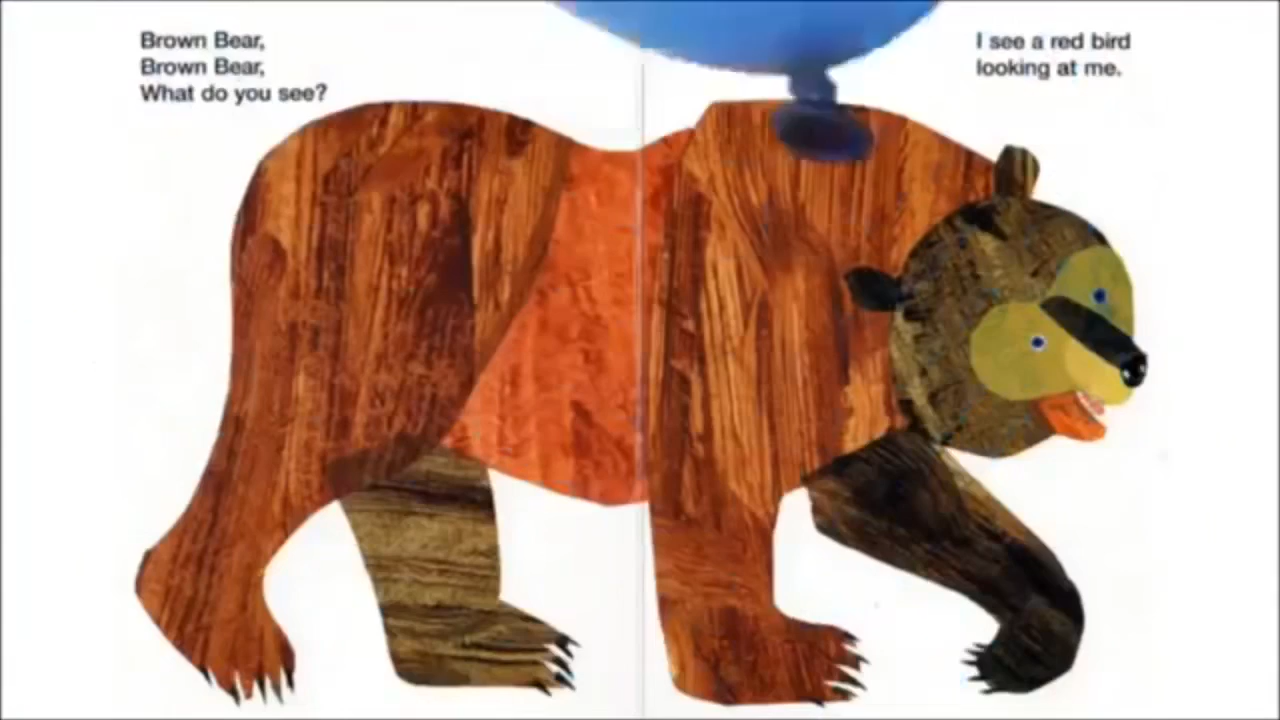 Brown Bear,
Brown Bear,
What do you see?
I see a red bird
looking at me.